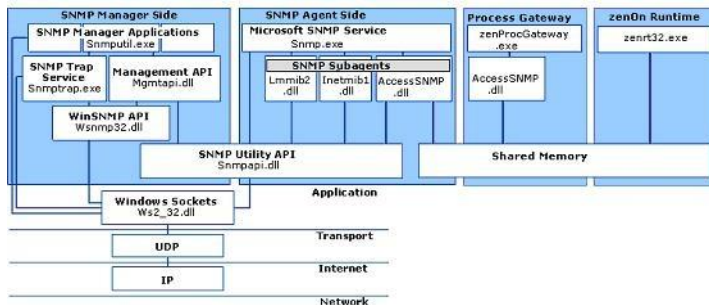 SNMP Manager Side
SNMP Manager Applications
Snmputil.exe
SNMP Trap
Service
Snmptrap.exe
Management API
Mgmtapi.dll
WinSNMP API
Wsnmp32.dll
SNMP Agent Side
Microsoft SNMP Service
Snmp.exe
SNMP Subagents
Lmmib2
.dll
Inetmib1
.dll
AccessSNMP
.dll
SNMP Utility API
Snmpapi.dll
Process Gateway
zenProcGateway
.exe
AccessSNMP
.dll
zenOn Runtime
zenrt32.exe
Shared Memory
Application
Windows Sockets
Ws2_32.dll
Transport
UDP
Internet
IP
Network